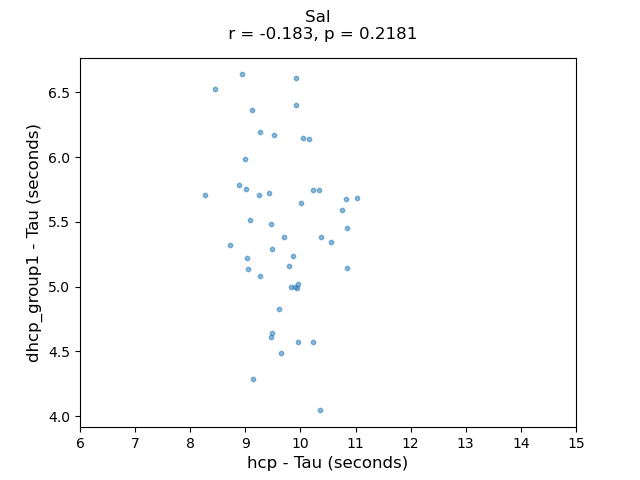 Sal
r = -0.183, p = 0.2181
6.5
6.0
5.5
5.0
4.5
4.0
dhcp_group1 - Tau (seconds)
6 7 8 9 10 11 12 13 14 15
hcp - Tau (seconds)